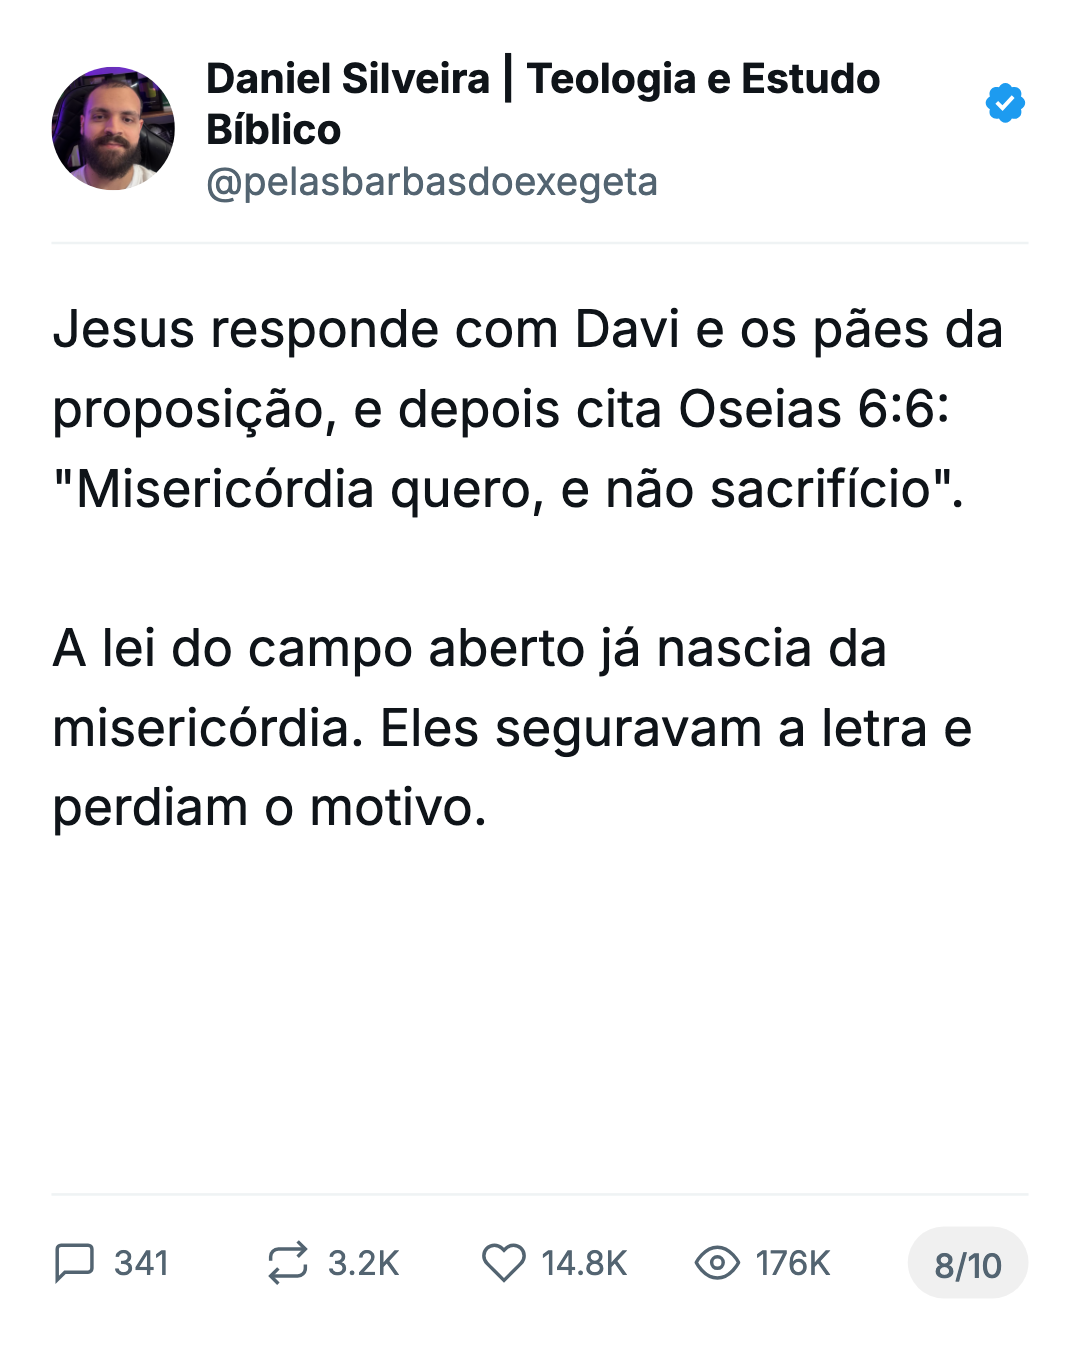 Daniel Silveira | Teologia e Estudo
Bíblico
@pelasbarbasdoexegeta
Jesus responde com Davi e os pães da
proposição, e depois cita Oseias 6:6:
"Misericórdia quero, e não sacrifício".
A lei do campo aberto já nascia da
misericórdia. Eles seguravam a letra e
perdiam o motivo.
341 3.2K 14.8K 176K 8/10